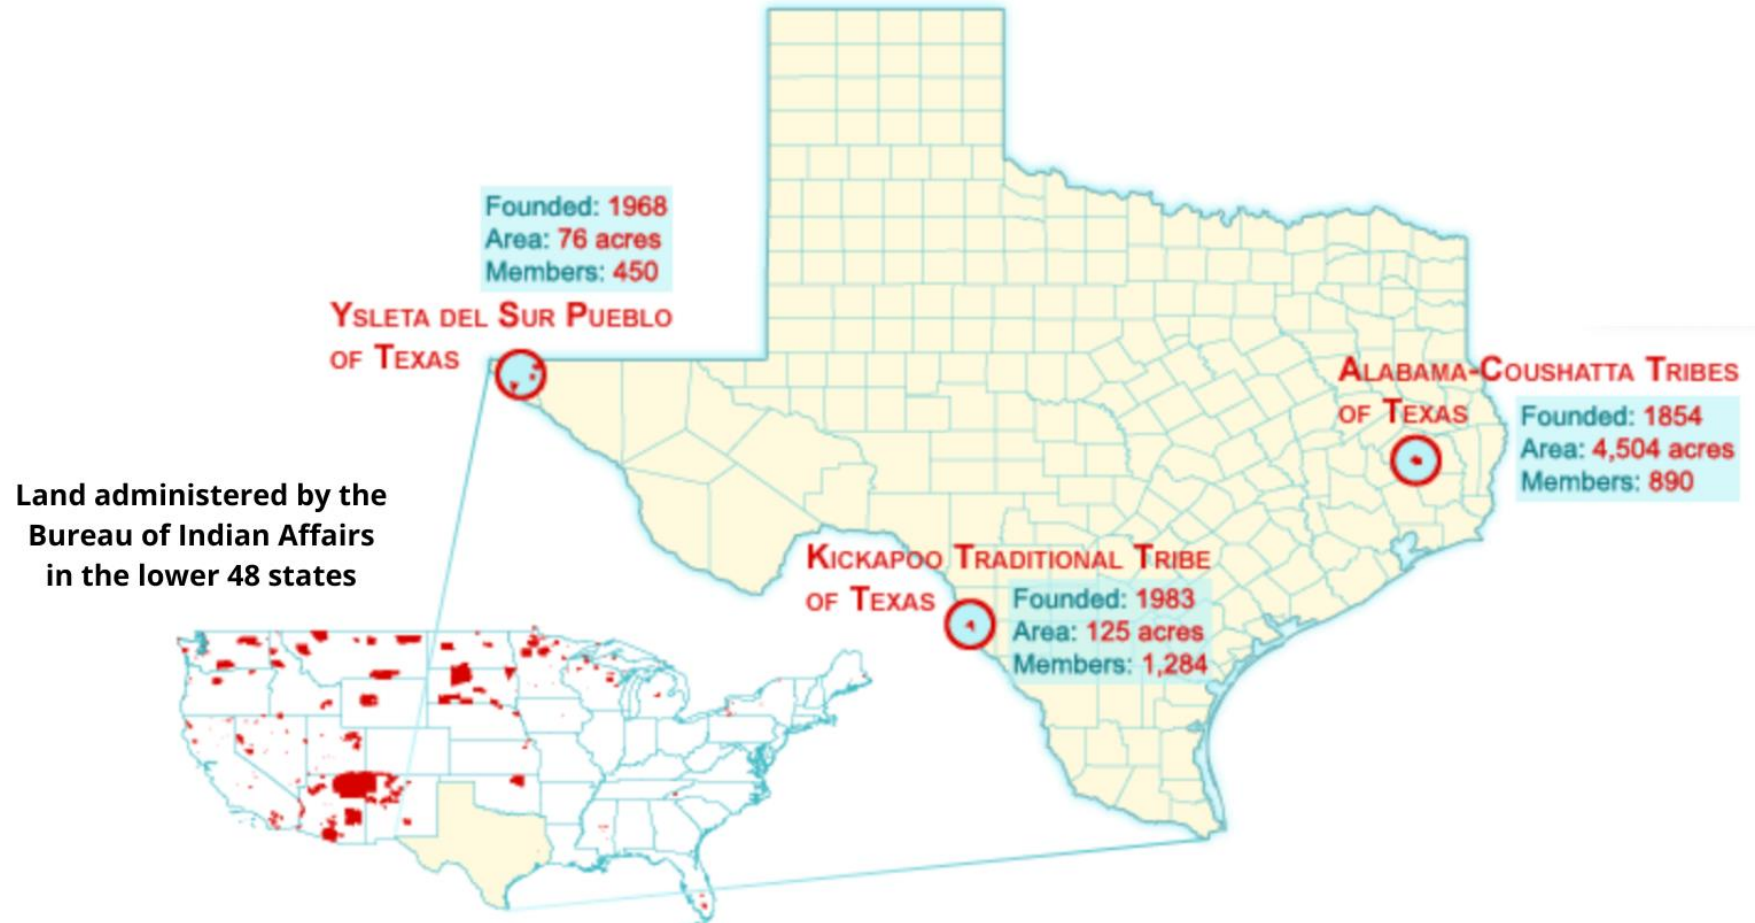 Founded: 1968
Area: 76 acres
Members: 450
YSLETA DEL SUR PUEBLO
OF TEXAS
ALABAMA-COUSHATTA TRIBES
OF TEXAS
Founded: 1854
Area: 4,504 acres
Members: 890
Land administered by the
Bureau of Indian Affairs
in the lower 48 states
KICKAPOO TRADITIONAL TRIBE
OF TEXAS
Founded: 1983
Area: 125 acres
Members: 1,284